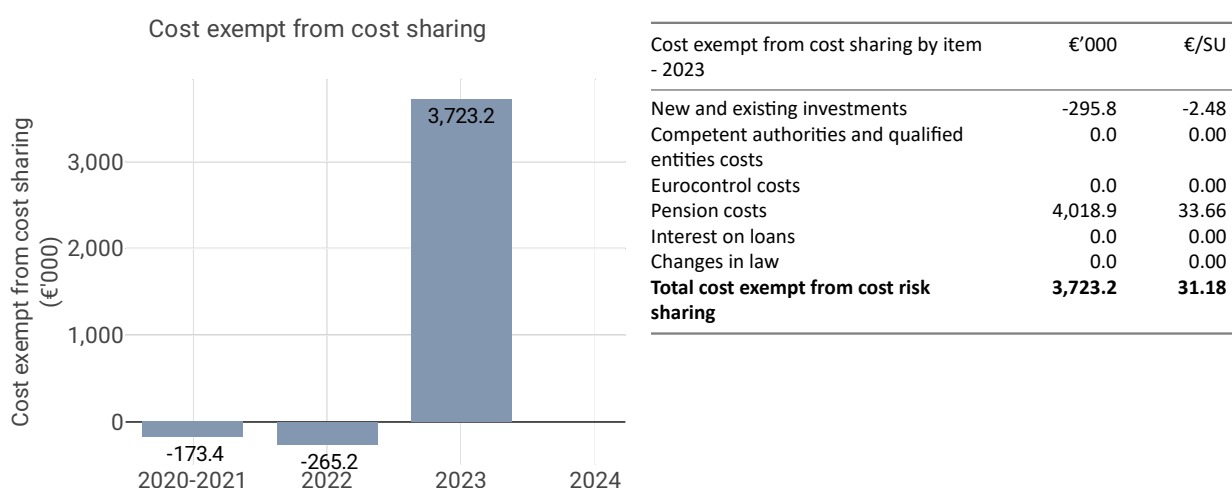 Cost exempt from cost sharing
Cost exempt from cost sharing
(€'000)
3,000
2,000
1,000
0
3,723.2
-173.4
-265.2
2020-2021 2022 2023 2024
Cost exempt from cost sharing by item €’000 €/SU
- 2023
New and existing investments -295.8 -2.48
Competent authorities and qualified 0.0 0.00
entities costs
Eurocontrol costs 0.0 0.00
Pension costs 4,018.9 33.66
Interest on loans 0.0 0.00
Changes in law 0.0 0.00
Total cost exempt from cost risk 3,723.2 31.18
sharing